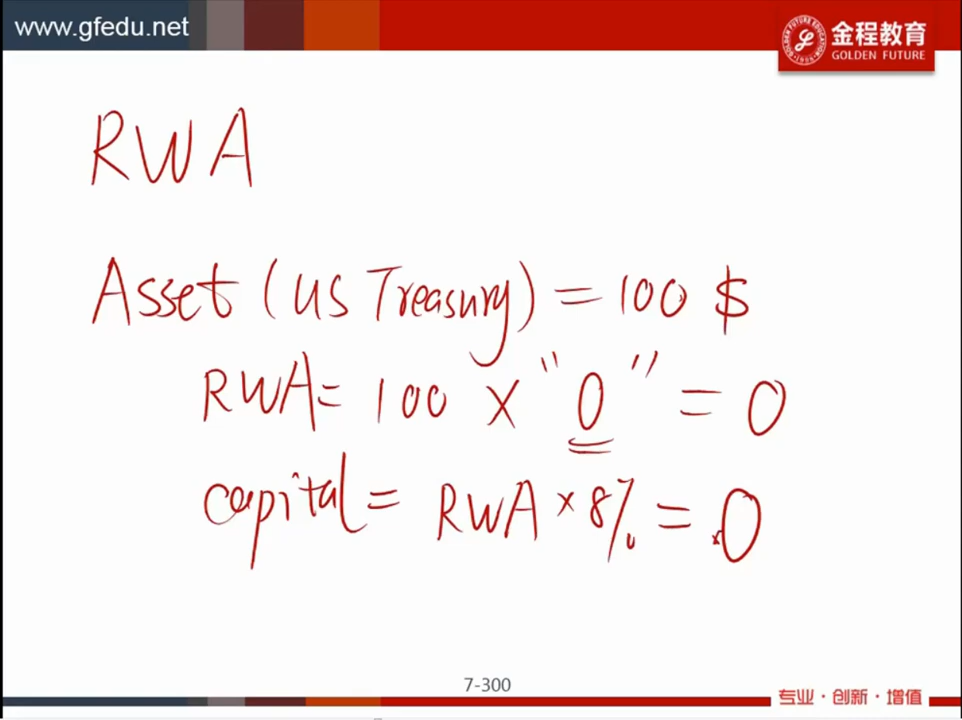 www.gfedu.net
金程教育
GOLDEN FUTURE
RWA
Asset (US Treasury) = 100 $
RWA = 100 × "0" = 0
capital = RWA × 8% = 0
7-300
专业·创新·增值